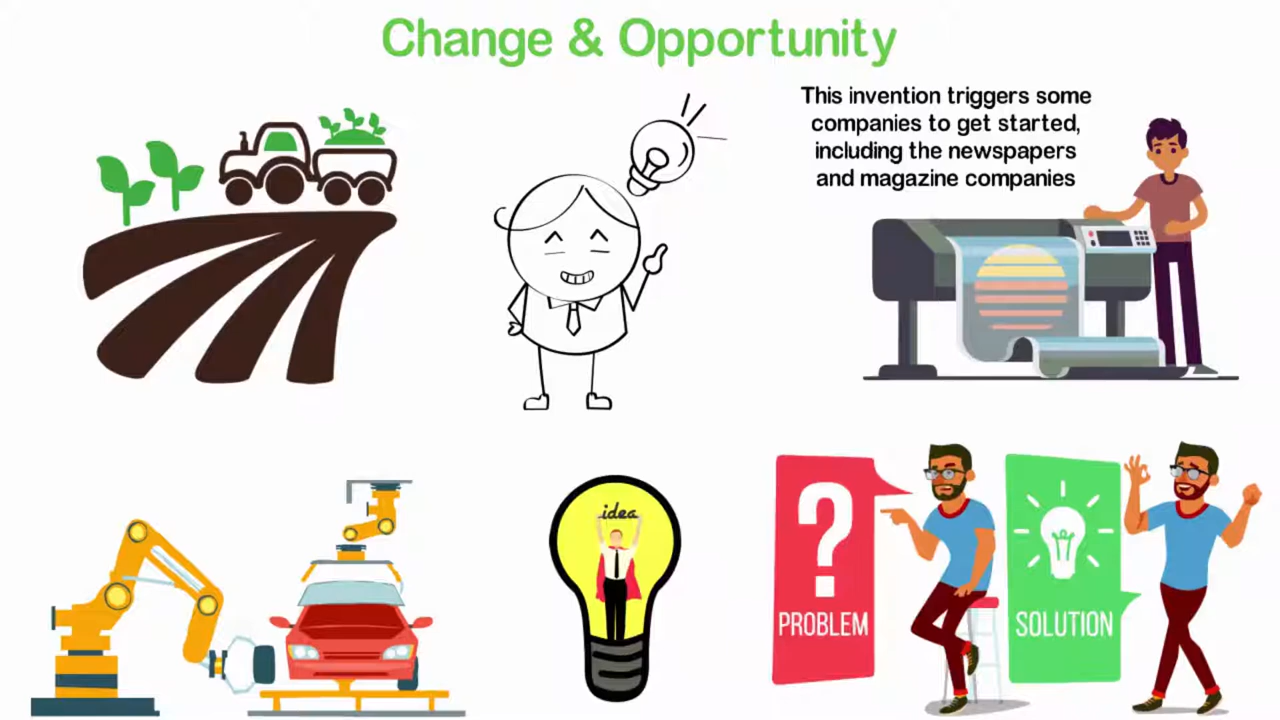 Change & Opportunity
This invention triggers some
companies to get started,
including the newspapers
and magazine companies
idea
?
PROBLEM
SOLUTION